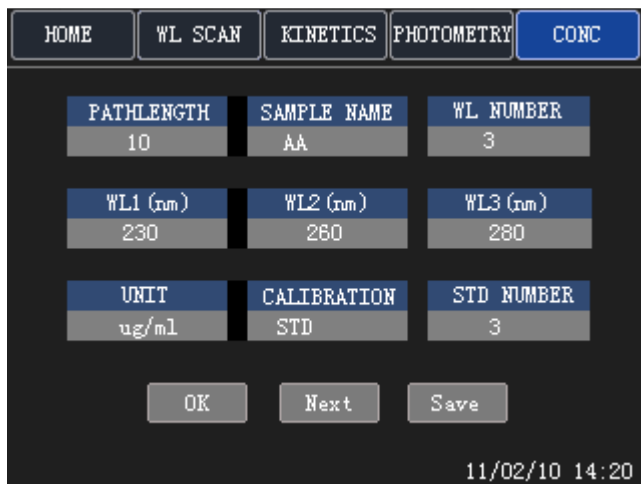 HOME WL SCAN KINETICS PHOTOMETRY CONC
PATHLENGTH SAMPLE NAME WL NUMBER
10 AA 3
WL1(nm) WL2(nm) WL3(nm)
230 260 280
UNIT CALIBRATION STD NUMBER
ug/ml STD 3
OK Next Save
11/02/10 14:20